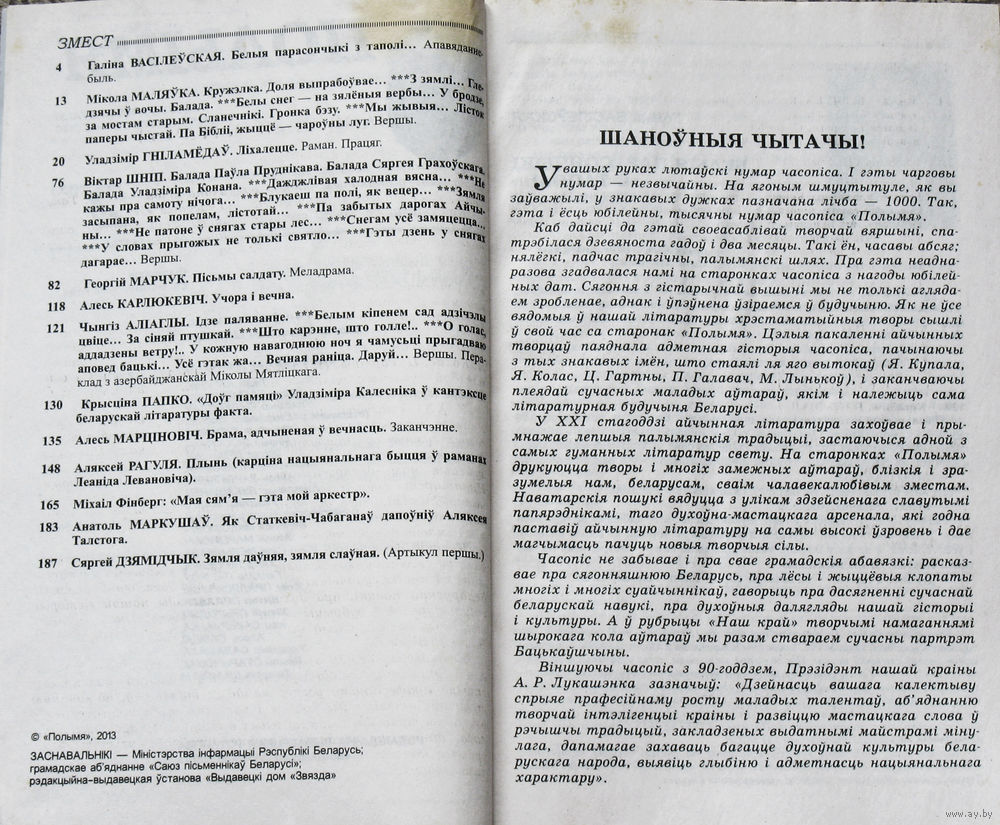 ЗМЕСТ
4 Галіна ВАСІЛЕЎСКАЯ. Белыя парасончыкі з таполі... Апавяданне-
быль.
13 Мікола МАЛЯЎКА. Кружэлка. Доля выпрабоўвае... ***З зямлі... Гле-
дзячы ў вочы. Балада. ***Белы снег — на зялёныя вербы... У бродзе,
за мостам старым. Сланечнікі. Гронка бэзу. ***Мы жывыя... Лісток
паперы чыстай. Па Бібліі, жыццё — чароўны луг. Вершы.
20 Уладзімір ГНІЛАМЁДАЎ. Ліхалецце. Раман. Працяг.
76 Віктар ШНІП. Балада Паўла Пруднікава. Балада Сяргея Грахоўскага.
Балада Уладзіміра Конана. ***Дажджлівая халодная вясна... ***Не
кажы пра самоту нічога... ***Блукаеш па полі, як вецер... ***Зямля
засыпана, як попелам, лістотай... ***Па забытых дарогах Айчы-
ны... ***Не патоне ў снягах стары лес... ***Снегам усё замяцецца...
***У словах прыгожых не толькі святло... ***Гэты дзень у снягах
дагарае... Вершы.
82 Георгій МАРЧУК. Пісьмы салдату. Меладрама.
118 Алесь КАРЛЮКЕВІЧ. Учора і вечна.
121 Чынгіз АЛІАГЛЫ. Ідзе паляванне. ***Белым кіпенем сад адзічэлы
цвіце... За сіняй птушкай. ***Што карэнне, што голле!.. ***О голас,
аддадзены ветру!.. У кожную навагоднюю ноч я чамусьці прыгадваю
аповед бацькі... Усё гэтак жа... Вечная раніца. Даруй... Вершы. Пера-
клад з азербайджанскай Міколы Мятліцкага.
130 Крысціна ПАПКО. «Доўг памяці» Уладзіміра Калесніка ў кантэксце
беларускай літаратуры факта.
135 Алесь МАРЦІНОВІЧ. Брама, адчыненая ў вечнасць. Заканчэнне.
148 Аляксей РАГУЛЯ. Плынь (карціна нацыянальнага быцця ў раманах
Леаніда Левановіча).
165 Міхаіл Фінберг: «Мая сям’я — гэта мой аркестр».
183 Анатоль МАРКУШАЎ. Як Статкевіч-Чабаганаў дапоўніў Аляксея
Талстога.
187 Сяргей ДЗЯМІДЧЫК. Зямля даўняя, зямля слаўная. (Артыкул першы.)
© «Полымя», 2013
ЗАСНАВАЛЬНІКІ — Міністэрства інфармацыі Рэспублікі Беларусь;
грамадскае аб’яднанне «Саюз пісьменнікаў Беларусі»;
рэдакцыйна-выдавецкая ўстанова «Выдавецкі дом «Звязда»
ШАНОЎНЫЯ ЧЫТАЧЫ!
У вашых руках лютаўскі нумар часопіса. І гэты чарговы
нумар — незвычайны. На ягоным шмуцтытуле, як вы
заўважылі, у знакавых дужках пазначана лічба — 1000. Так,
гэта і ёсць юбілейны, тысячны нумар часопіса «Полымя».
Каб дайсці да гэтай своеасаблівай творчай вяршыні, спа-
трэбілася дзевяноста гадоў і два месяцы. Такі ён, часавы абсяг;
нялёгкі, падчас трагічны, палымянскі шлях. Пра гэта неадна-
разова згадвалася намі на старонках часопіса з нагоды юбілей-
ных дат. Сягоння з гістарычнай вышыні мы не толькі агляда-
ем зробленае, аднак і ўпэўнена ўзіраемся ў будучыню. Як не ўсе
вядомыя ў нашай літаратуры хрэстаматыйныя творы сышлі
ў свой час са старонак «Полымя». Цэлыя пакаленні айчынных
творцаў паяднала адметная гісторыя часопіса, пачынаючы
з тых знакавых імён, што стаялі ля яго вытокаў (Я. Купала,
Я. Колас, Ц. Гартны, П. Галавач, М. Лынькоў), і заканчваючы
плеядай сучасных маладых аўтараў, якім і належыць сама
літаратурная будучыня Беларусі.
У XXI стагоддзі айчынная літаратура захоўвае і пры-
мнажае лепшыя палымянскія традыцыі, застаючыся адной з
самых гуманных літаратур свету. На старонках «Полымя»
друкуюцца творы і многіх замежных аўтараў, блізкія і зра-
зумелыя нам, беларусам, сваім чалавекалюбівым зместам.
Наватарскія пошукі вядуцца з улікам здзейсненага славутымі
папярэднікамі, таго духоўна-мастацкага арсенала, які годна
паставіў айчынную літаратуру на самы высокі ўзровень і дае
магчымасць пачуць новыя творчыя сілы.
Часопіс не забывае і пра свае грамадскія абавязкі: расказ-
вае пра сягонняшнюю Беларусь, пра лёсы і жыццёвыя клопаты
многіх і многіх суайчыннікаў, гаворыць пра дасягненні сучаснай
беларускай навукі, пра духоўныя далягляды нашай гісторыі
і культуры. А ў рубрыцы «Наш край» творчымі намаганнямі
шырокага кола аўтараў мы разам ствараем сучасны партрэт
Бацькаўшчыны.
Віншуючы часопіс з 90-годдзем, Прэзідэнт нашай краіны
А. Р. Лукашэнка зазначыў: «Дзейнасць вашага калектыву
спрыяе прафесійнаму росту маладых талентаў, аб’яднанню
творчай інтэлігенцыі краіны і развіццю мастацкага слова ў
рэчышчы традыцый, закладзеных выдатнымі майстрамі міну-
лага, дапамагае захаваць багацце духоўнай культуры бела-
рускага народа, выявіць глыбіню і адметнасць нацыянальнага
характару».
www.ay.by